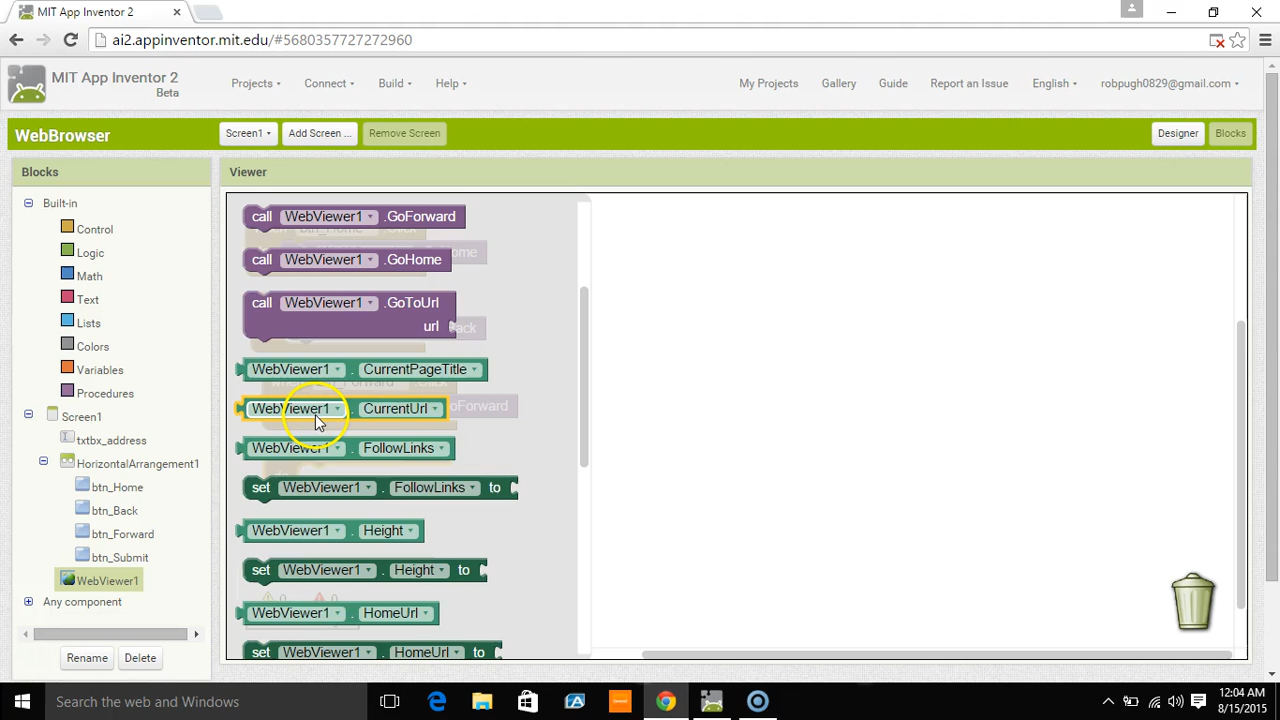 MIT App Inventor 2
ai2.appinventor.mit.edu/#5680357727272960
MIT App Inventor 2
Beta
Projects
Connect
Build
Help
My Projects
Gallery
Guide
Report an Issue
English
robpugh0829@gmail.com
WebBrowser
Screen1
Add Screen ...
Remove Screen
Designer
Blocks
Blocks
Viewer
Built-in
Control
Logic
Math
Text
Lists
Colors
Variables
Procedures
Screen1
txtbx_address
HorizontalArrangement1
btn_Home
btn_Back
btn_Forward
btn_Submit
WebViewer1
Any component
Rename
Delete
call WebViewer1 .GoForward
call WebViewer1 .GoHome
call WebViewer1 .GoToUrl
url
WebViewer1 . CurrentPageTitle
WebViewer1 . CurrentUrl
WebViewer1 . FollowLinks
set WebViewer1 . FollowLinks to
WebViewer1 . Height
set WebViewer1 . Height to
WebViewer1 . HomeUrl
set WebViewer1 . HomeUrl to
Search the web and Windows
12:04 AM
8/15/2015